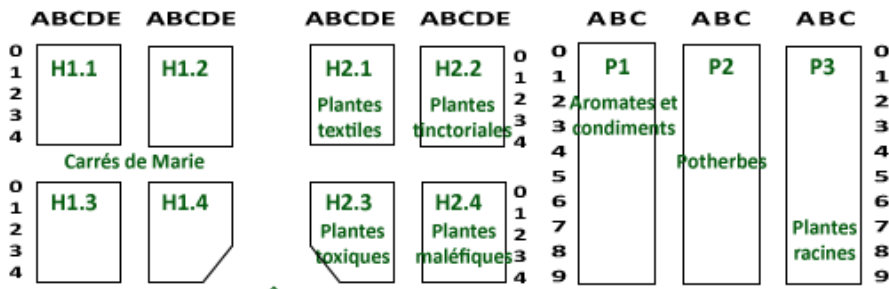 ABCDE ABCDE ABCDE ABCDE ABC ABC ABC
0 H1.1 H1.2 H2.1 H2.2 0 0 P1 P2 P3 0
1 1 1 1
2 Plantes Plantes 2 2 Aromates et 2
3 textiles tinctoriales 3 3 condiments 3
4 4 4 4
Carrés de Marie Potherbes
5 5
0 H1.3 H1.4 H2.3 H2.4 0 6 6
1 1
2 Plantes Plantes 2 7 Plantes 7
3 toxiques maléfiques 3 8 racines 8
4 4 9 9